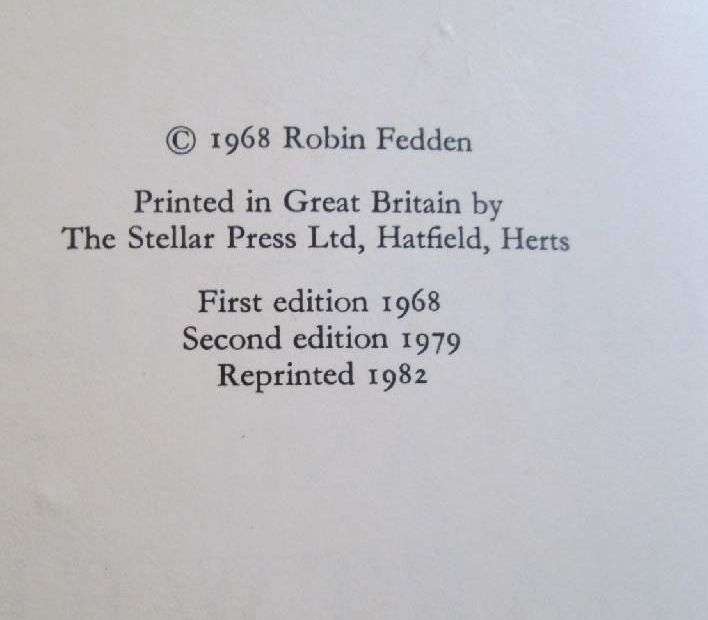 © 1968 Robin Fedden
Printed in Great Britain by
The Stellar Press Ltd, Hatfield, Herts
First edition 1968
Second edition 1979
Reprinted 1982